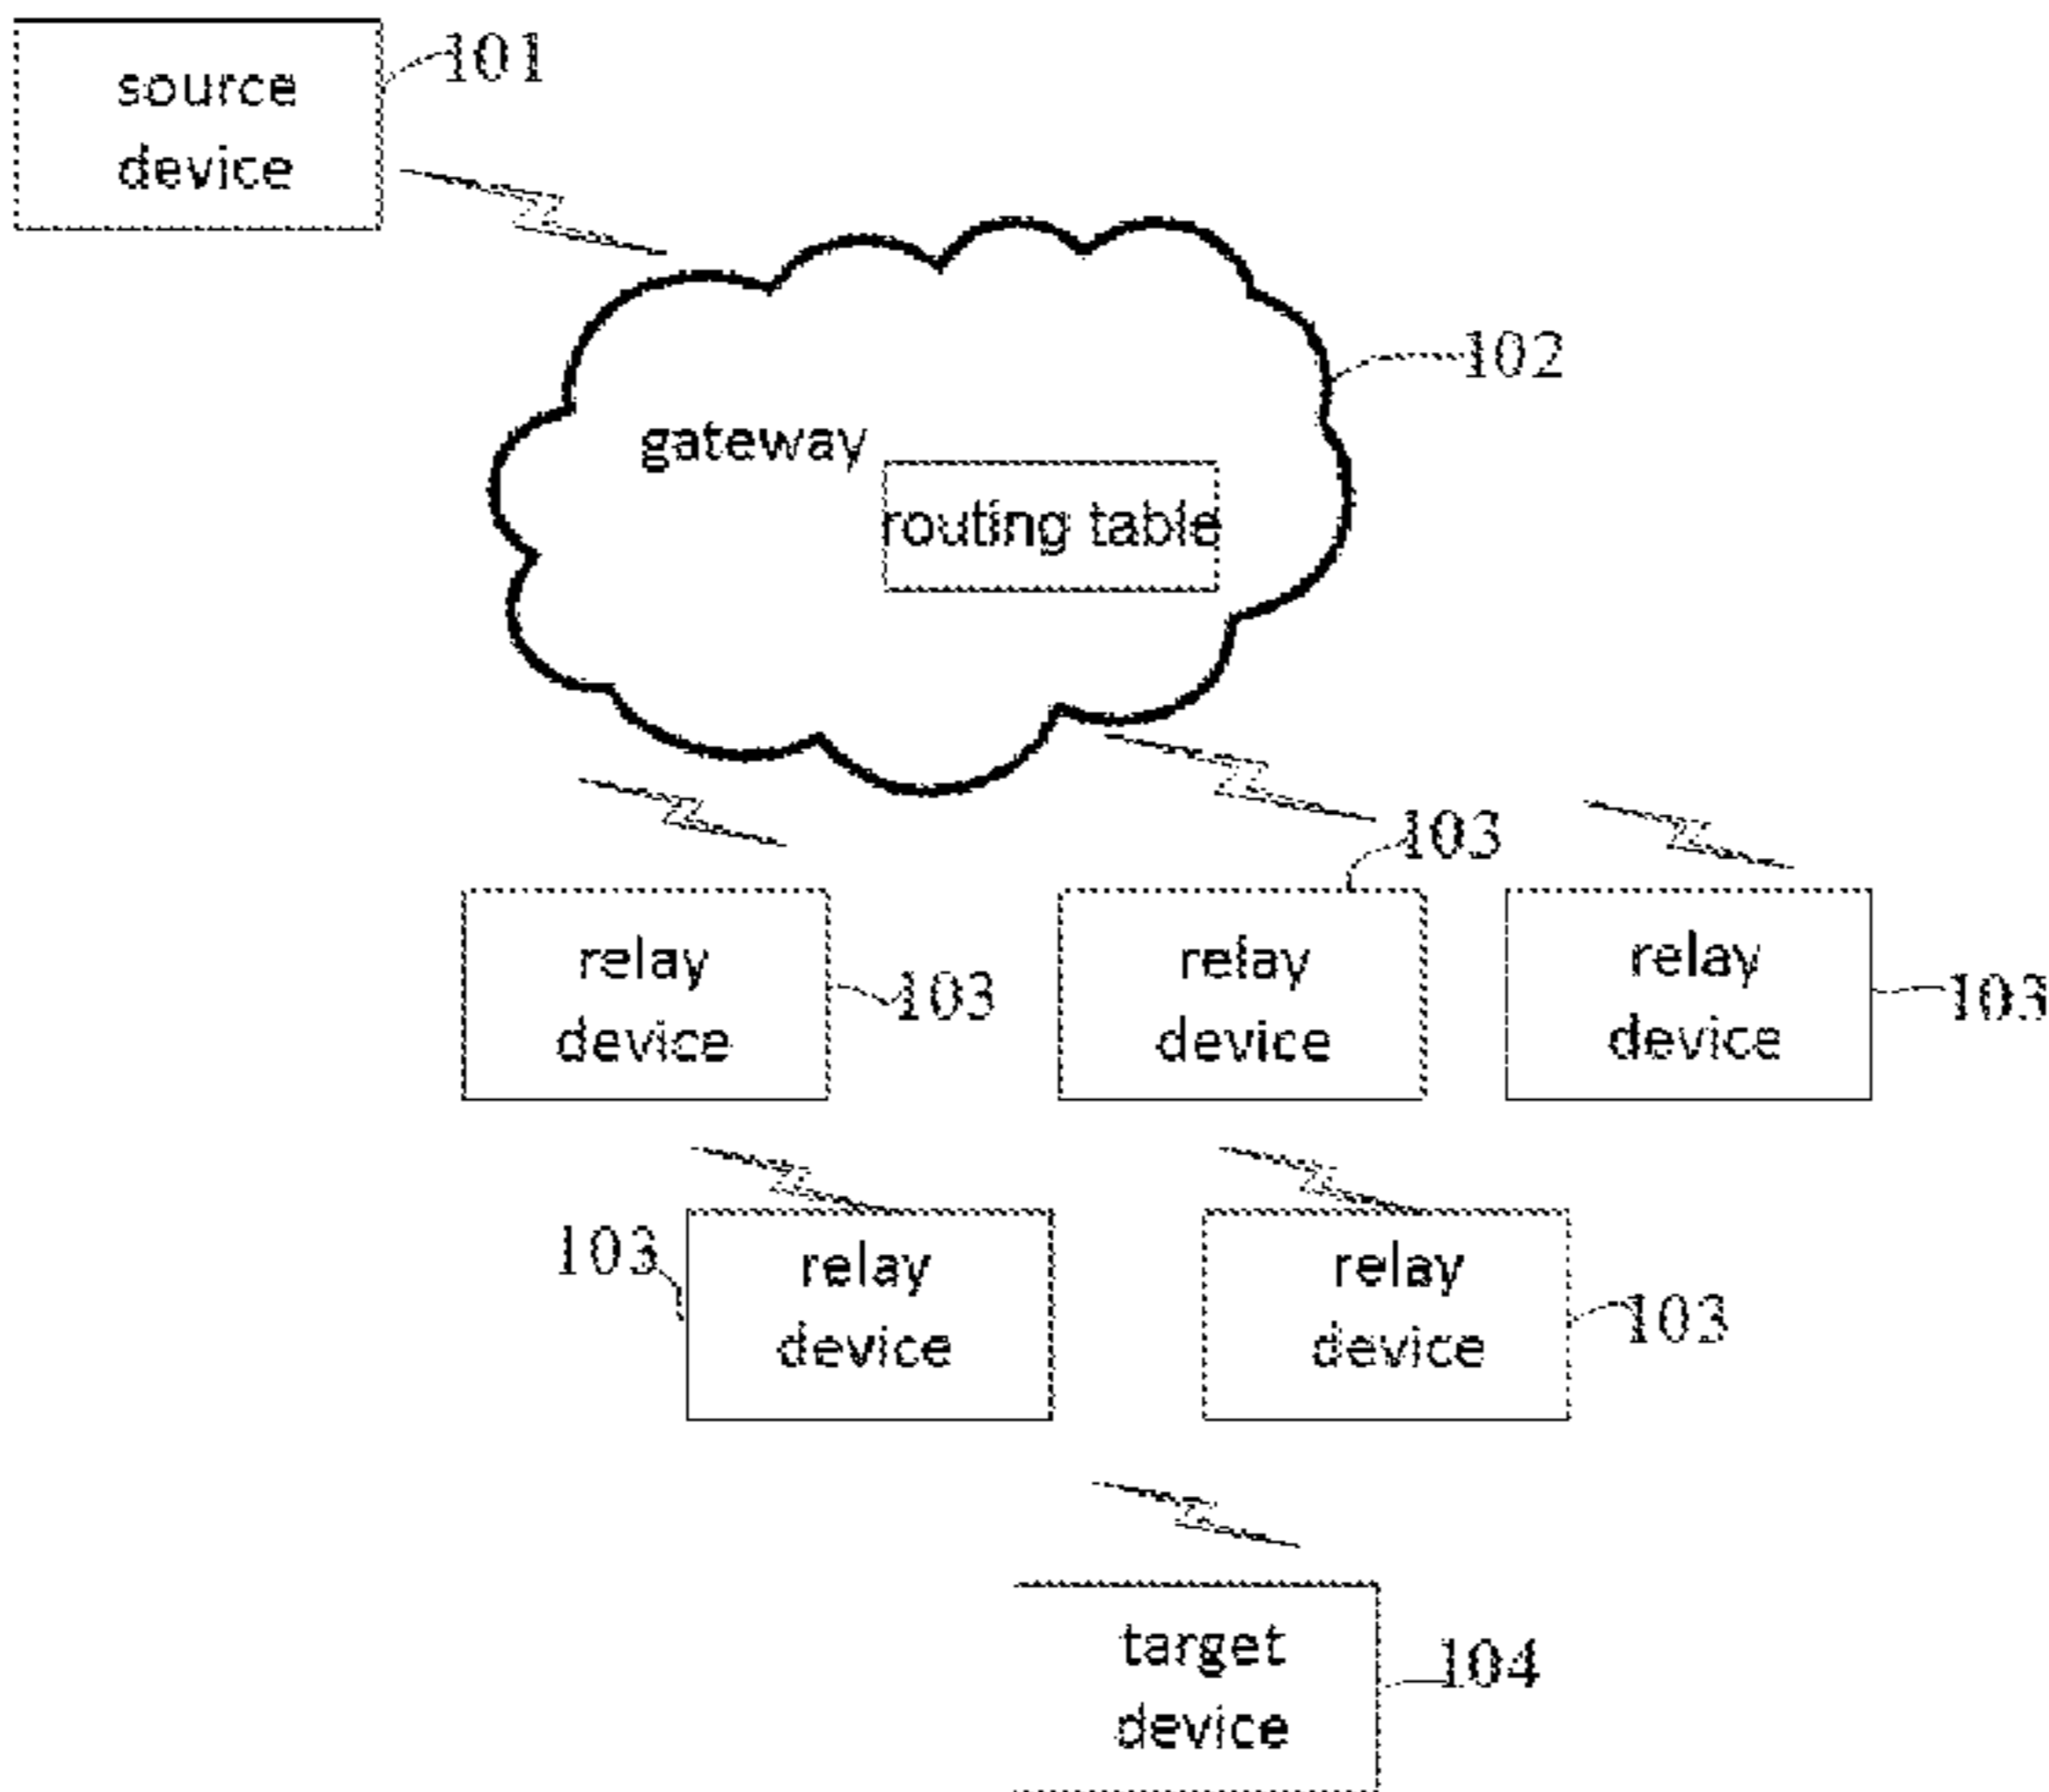 source
device
101
102
gateway
routing table
103
relay
device
103
relay
device
relay
device
103
103
relay
device
relay
device
103
target
device
104